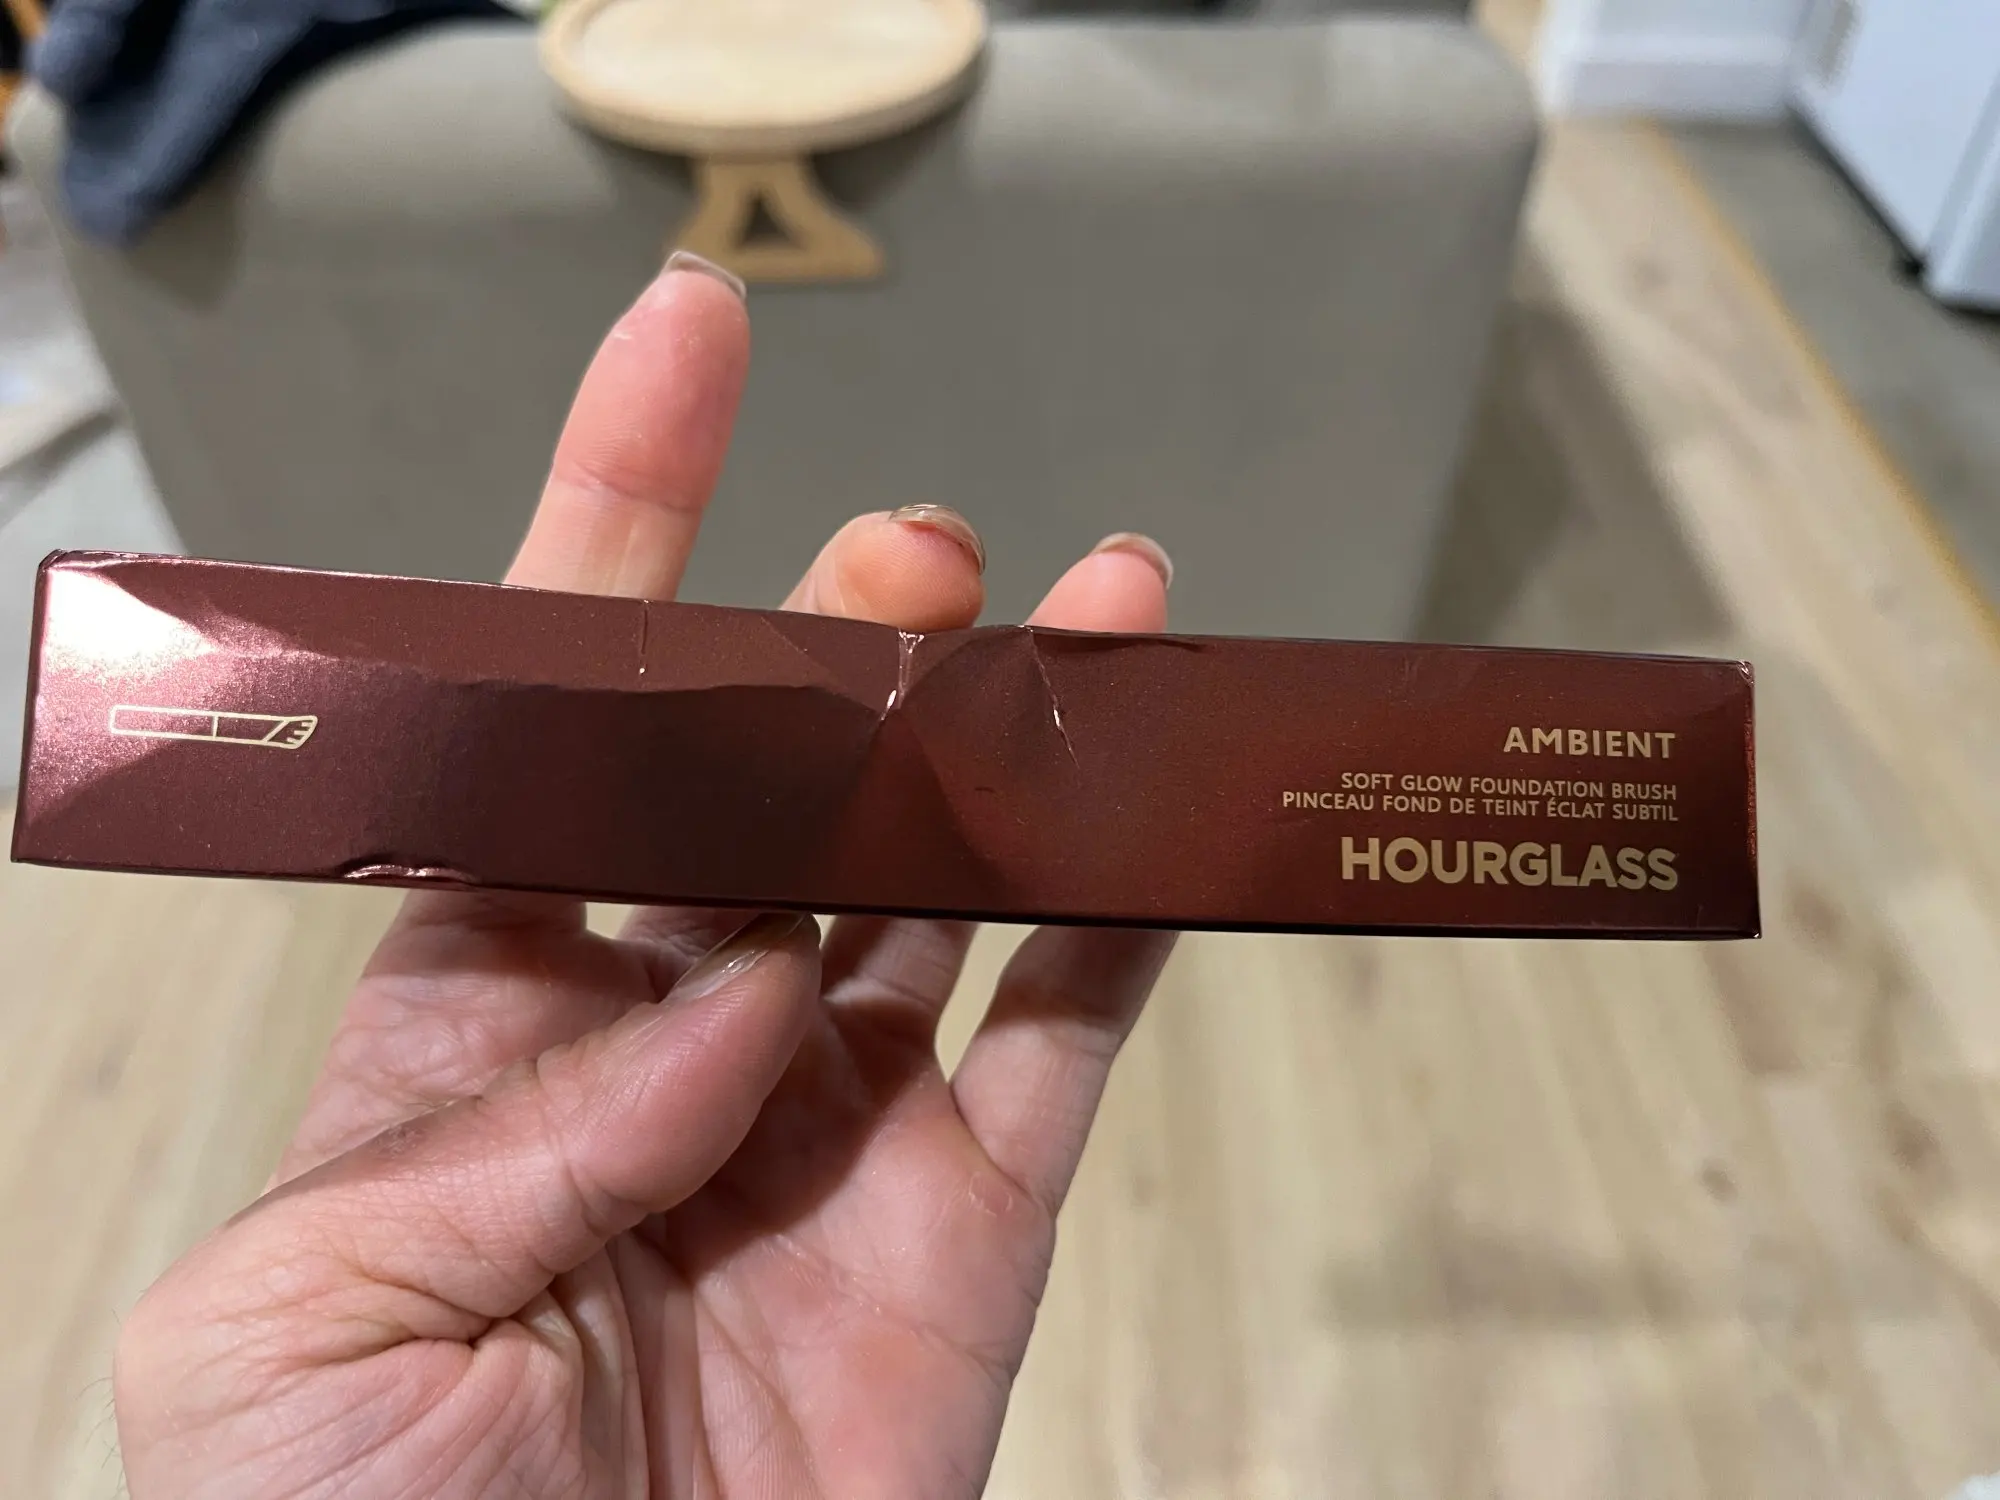 AMBIENT
SOFT GLOW FOUNDATION BRUSH
PINCEAU FOND DE TEINT ÉCLAT SUBTIL
HOURGLASS